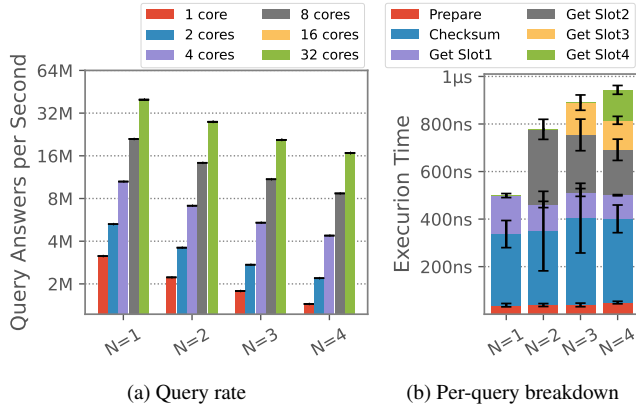 1 core
2 cores
4 cores
8 cores
16 cores
32 cores
Query Answers per Second
64M
32M
16M
8M
4M
2M
N=1
N=2
N=3
N=4
(a) Query rate
Prepare
Checksum
Get Slot1
Get Slot2
Get Slot3
Get Slot4
Execurion Time
1μs
800ns
600ns
400ns
200ns
N=1
N=2
N=3
N=4
(b) Per-query breakdown